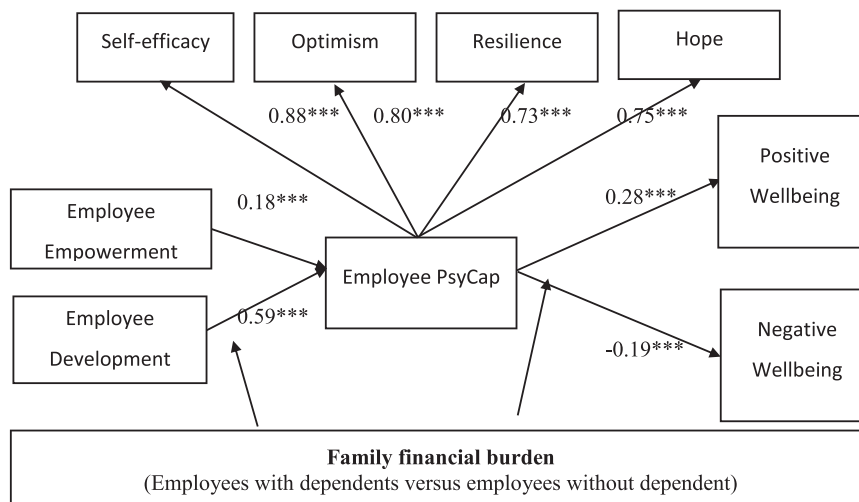 Self-efficacy
Optimism
Resilience
Hope
0.88***
0.80***
0.73***
0.75***
Positive
Wellbeing
Employee
Empowerment
0.18***
0.28***
Employee PsyCap
Employee
Development
0.59***
-0.19***
Negative
Wellbeing
Family financial burden
(Employees with dependents versus employees without dependent)